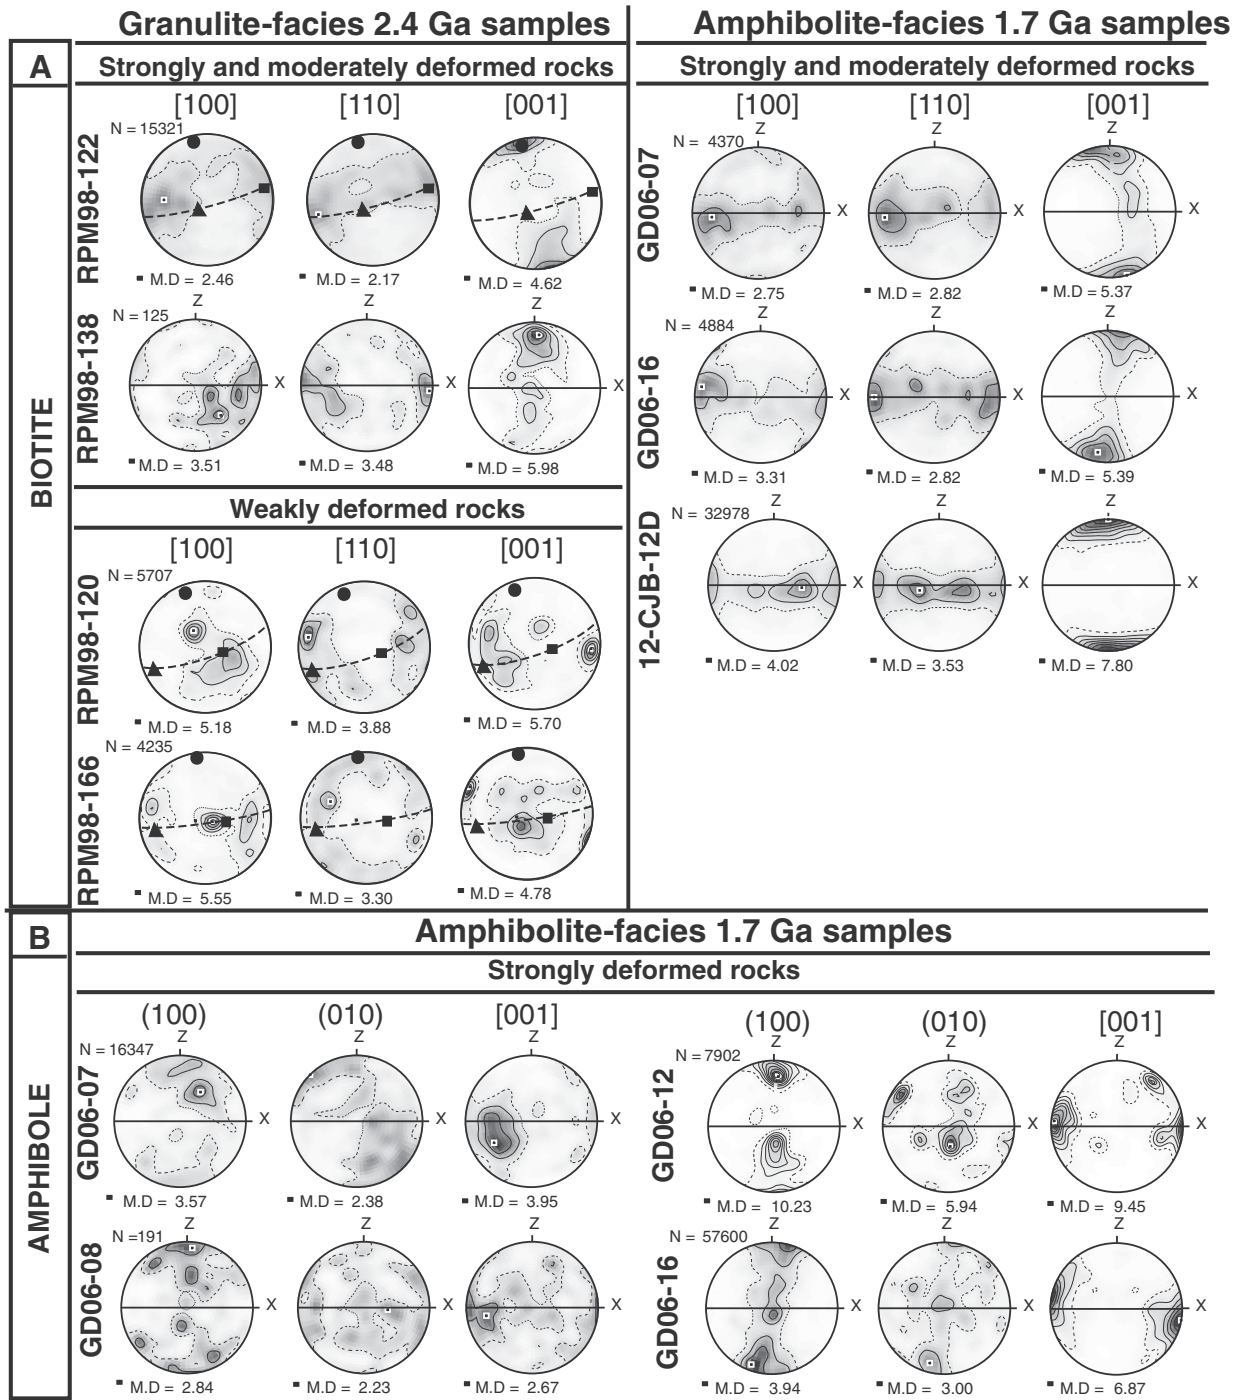 Granulite-facies 2.4 Ga samples
Amphibolite-facies 1.7 Ga samples
A
Strongly and moderately deformed rocks
Strongly and moderately deformed rocks
BIOTITE
[100] [110] [001]
RPM98-122
N = 15321
M.D = 2.46
M.D = 2.17
M.D = 4.62
RPM98-138
N = 125
Z
Z
X
X
M.D = 3.51
M.D = 3.48
M.D = 5.98
Weakly deformed rocks
[100] [110] [001]
RPM98-120
N = 5707
M.D = 5.18
M.D = 3.88
M.D = 5.70
RPM98-166
N = 4235
M.D = 5.55
M.D = 3.30
M.D = 4.78
[100] [110] [001]
GD06-07
N = 4370
Z
Z
Z
X
X
X
M.D = 2.75
M.D = 2.82
M.D = 5.37
GD06-16
N = 4884
Z
Z
Z
X
X
X
M.D = 3.31
M.D = 2.82
M.D = 5.39
12-CJB-12D
N = 32978
Z
Z
Z
X
X
X
M.D = 4.02
M.D = 3.53
M.D = 7.80
B
Amphibolite-facies 1.7 Ga samples
Strongly deformed rocks
AMPHIBOLE
(100) (010) [001]
GD06-07
N = 16347
Z
Z
Z
X
X
X
M.D = 3.57
M.D = 2.38
M.D = 3.95
GD06-08
N =191
Z
Z
Z
X
X
X
M.D = 2.84
M.D = 2.23
M.D = 2.67
(100) (010) [001]
GD06-12
N = 7902
Z
Z
Z
X
X
X
M.D = 10.23
M.D = 5.94
M.D = 9.45
GD06-16
N = 57600
Z
Z
Z
X
X
X
M.D = 3.94
M.D = 3.00
M.D = 6.87